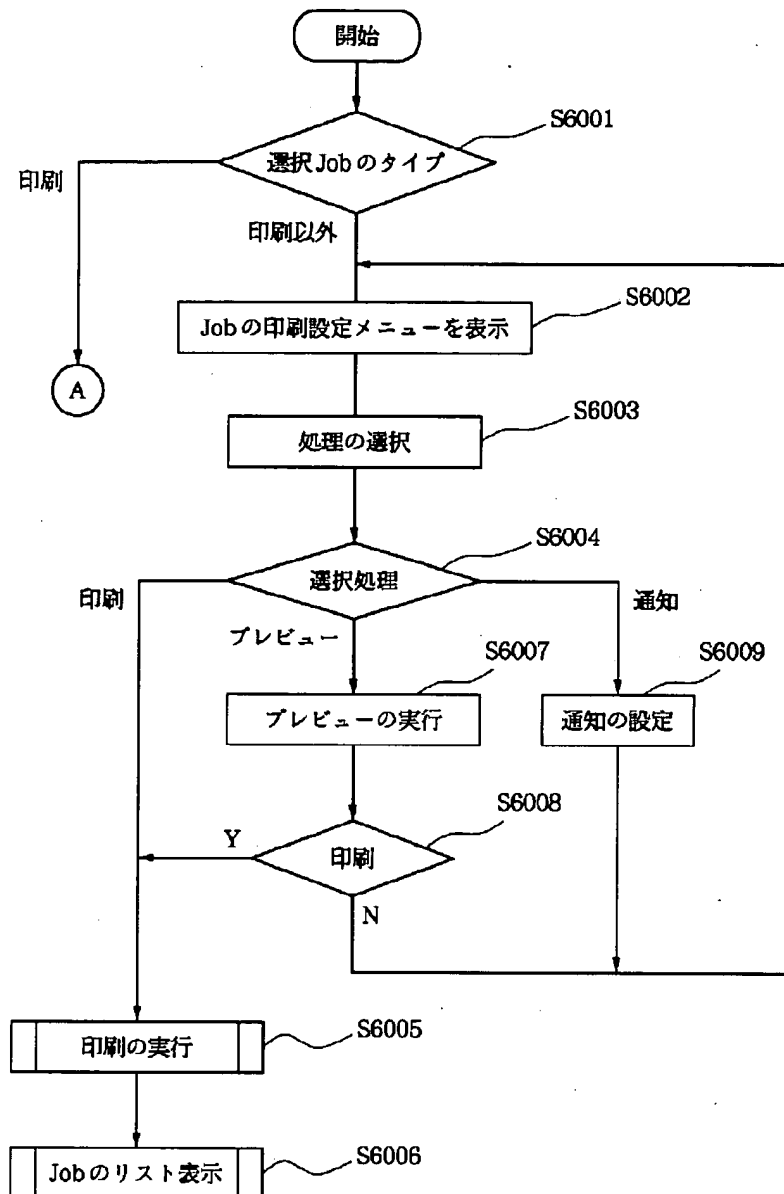 開始
S6001
選択Jobのタイプ
印刷
印刷以外
S6002
Jobの印刷設定メニューを表示
A
S6003
処理の選択
S6004
選択処理
印刷
通知
プレビュー
S6007
S6009
プレビューの実行
通知の設定
S6008
Y
印刷
N
S6005
印刷の実行
S6006
Jobのリスト表示